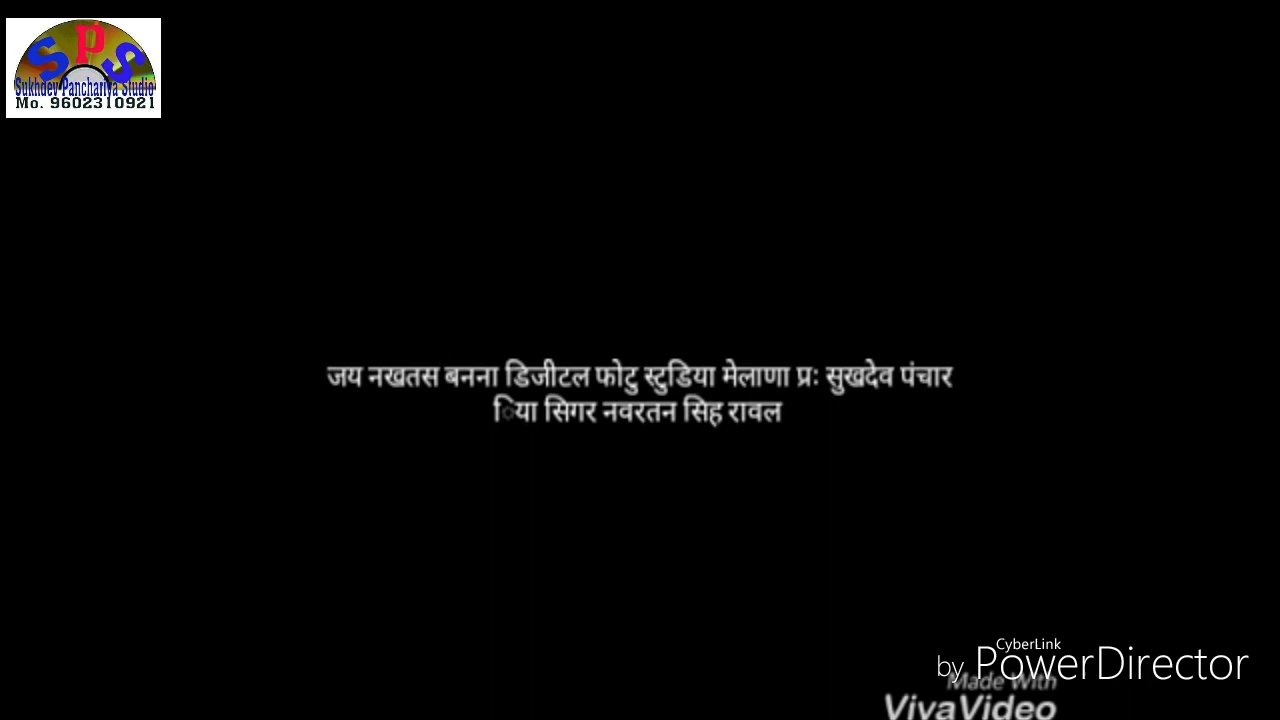 SPS
Sukhdev Panchariya Studio
Mo. 9602310921
जय नखतस बनना डिजीटल फोटु स्टुडिया मेलाणा प्रः सुखदेव पंचार
िया सिगर नवरतन सिह रावल
CyberLink
by PowerDirector
Made With
VivaVideo